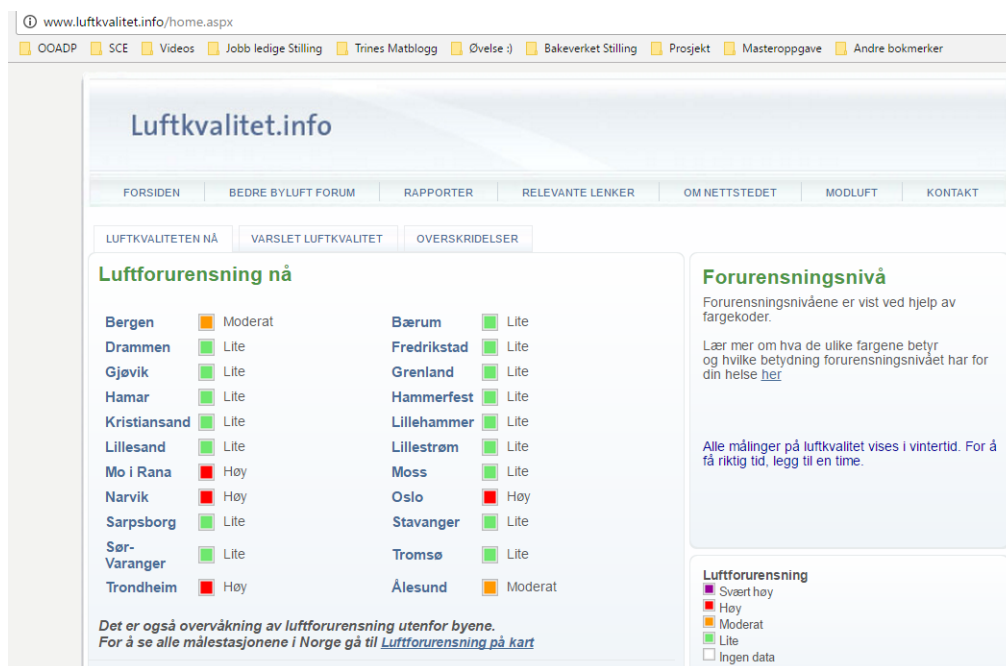 www.luftkvalitet.info/home.aspx
OOADP SCE Videos Jobb ledige Stilling Trines Matblogg Øvelse :) Bakeverket Stilling Prosjekt Masteroppgave Andre bokmerker
Luftkvalitet.info
FORSIDEN BEDRE BYLUFT FORUM RAPPORTER RELEVANTE LENKER OM NETTSTEDET MODLUFT KONTAKT
LUFTKVALITETEN NÅ VARSLET LUFTKVALITET OVERSKRIDELSER
Luftforurensning nå
Bergen Moderat Bærum Lite
Drammen Lite Fredrikstad Lite
Gjøvik Lite Grenland Lite
Hamar Lite Hammerfest Lite
Kristiansand Lite Lillehammer Lite
Lillesand Lite Lillestrøm Lite
Mo i Rana Høy Moss Lite
Narvik Høy Oslo Høy
Sarpsborg Lite Stavanger Lite
Sør-
Varanger Lite Tromsø Lite
Trondheim Høy Ålesund Moderat
Det er også overvåkning av luftforurensning utenfor byene.
For å se alle målestasjonene i Norge gå til Luftforurensning på kart
Forurensningsnivå
Forurensningsnivåene er vist ved hjelp av
fargekoder.
Lær mer om hva de ulike fargene betyr
og hvilke betydning forurensningsnivået har for
din helse her
Alle målinger på luftkvalitet vises i vintertid. For å
få riktig tid, legg til en time.
Luftforurensning
Svært høy
Høy
Moderat
Lite
Ingen data